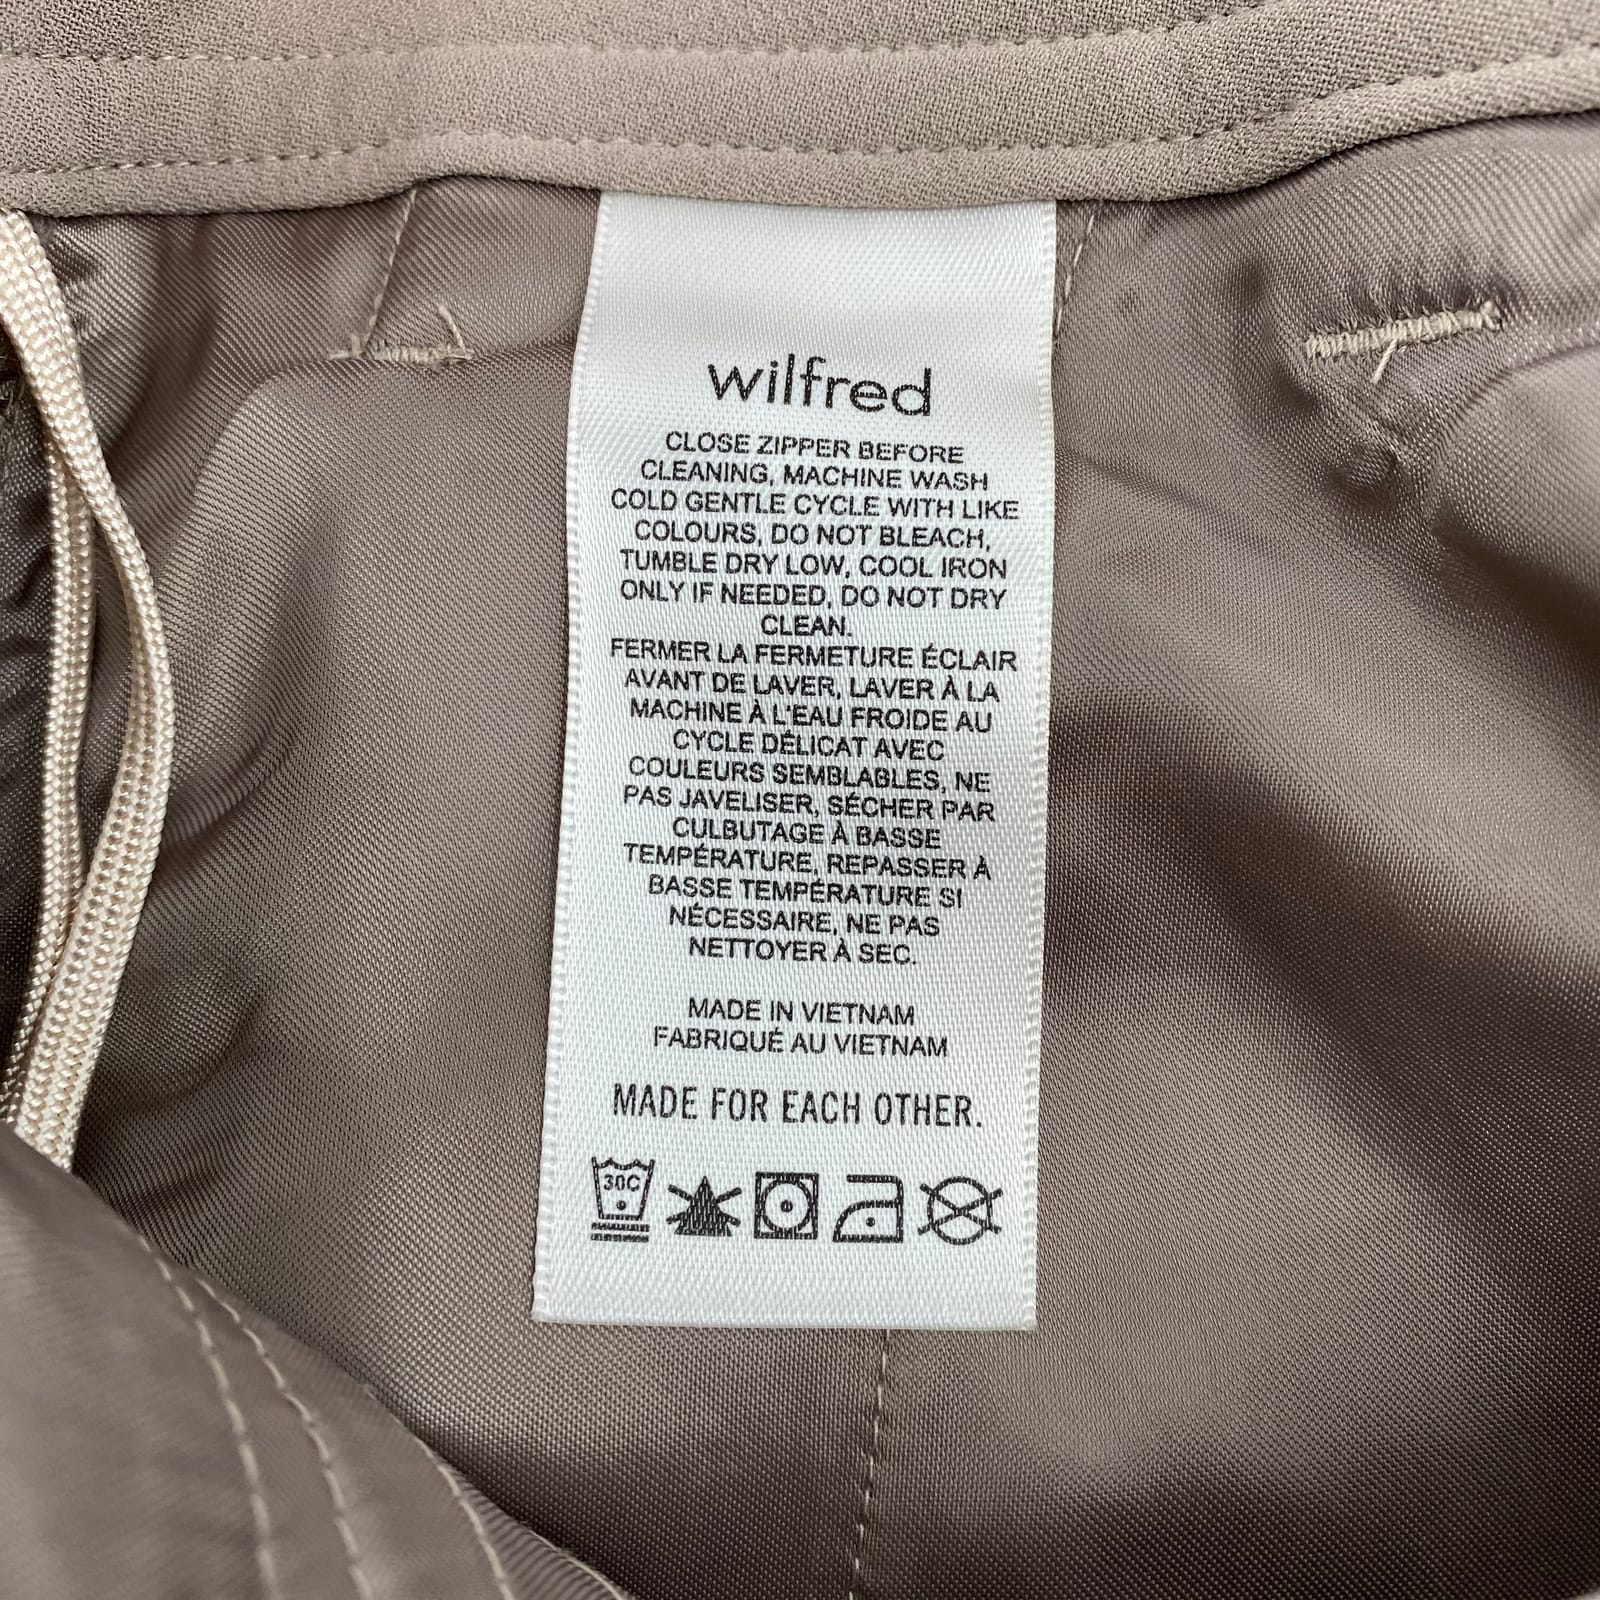 wilfred
CLOSE ZIPPER BEFORE
CLEANING, MACHINE WASH
COLD GENTLE CYCLE WITH LIKE
COLOURS, DO NOT BLEACH,
TUMBLE DRY LOW, COOL IRON
ONLY IF NEEDED, DO NOT DRY
CLEAN.
FERMER LA FERMETURE ÉCLAIR
AVANT DE LAVER, LAVER À LA
MACHINE À L'EAU FROIDE AU
CYCLE DÉLICAT AVEC
COULEURS SEMBLABLES, NE
PAS JAVELISER, SÉCHER PAR
CULBUTAGE À BASSE
TEMPÉRATURE, REPASSER À
BASSE TEMPÉRATURE SI
NÉCESSAIRE, NE PAS
NETTOYER À SEC.
MADE IN VIETNAM
FABRIQUÉ AU VIETNAM
MADE FOR EACH OTHER.
30C